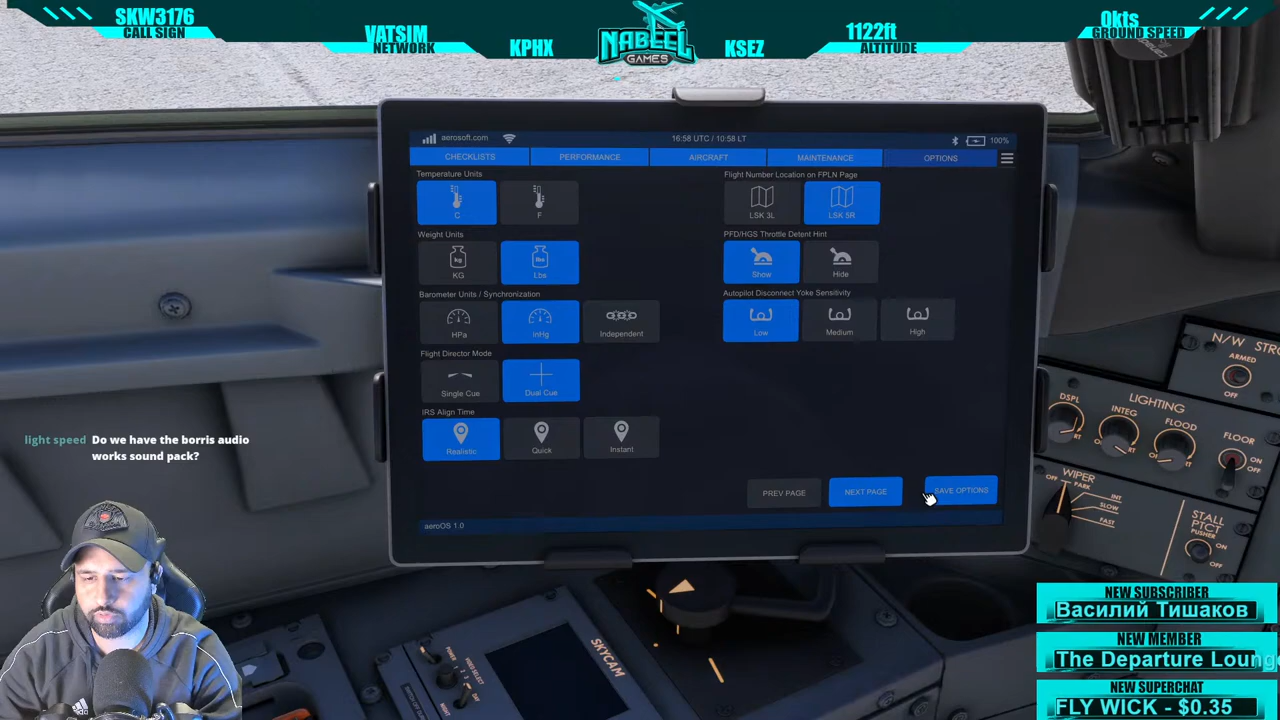 SKW3176
CALL SIGN
VATSIM
NETWORK
KPHX
NABEEL
GAMES
KSEZ
1122ft
ALTITUDE
0kts
GROUND SPEED
aerosoft.com
16:58 UTC / 10:58 LT
100%
CHECKLISTS
PERFORMANCE
AIRCRAFT
MAINTENANCE
OPTIONS
Temperature Units
C
F
Weight Units
kg
KG
lbs
Lbs
Barometer Units / Synchronization
HPa
inHg
Independent
Flight Director Mode
Single Cue
Dual Cue
IRS Align Time
Realistic
Quick
Instant
Flight Number Location on FPLN Page
LSK 3L
LSK 5R
PFD/HGS Throttle Detent Hint
Show
Hide
Autopilot Disconnect Yoke Sensitivity
Low
Medium
High
PREV PAGE
NEXT PAGE
SAVE OPTIONS
aeroOS 1.0
light speed Do we have the borris audio
works sound pack?
N/W STR
ARMED
OFF
LIGHTING
DSPL
INTEG
FLOOD
FLOOR
ON
OFF
WIPER
OFF
PARK
INT
SLOW
FAST
STALL
PTCT
PUSHER
ON
OFF
SKYCAM
NEW SUBSCRIBER
Василий Тишаков
NEW MEMBER
The Departure Loung
NEW SUPERCHAT
FLY WICK - $0.35